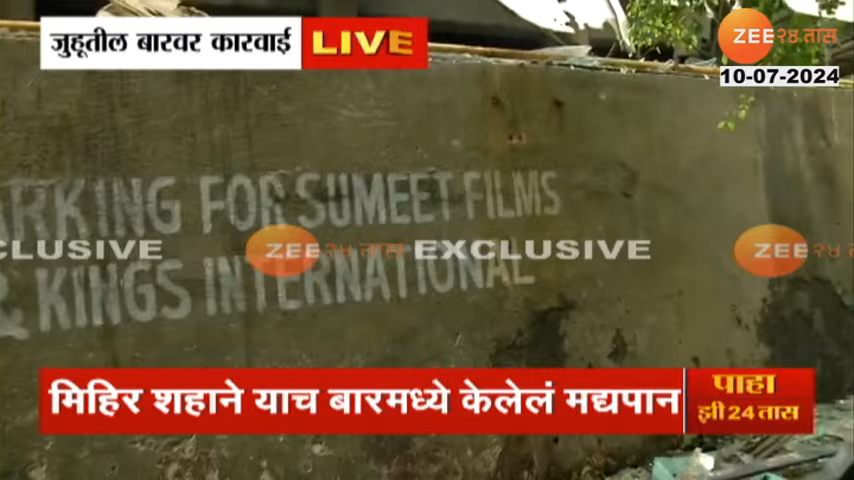 जुहूतील बारवर कारवाई LIVE
ZEE २४ तास
10-07-2024
ARKING FOR SUMEET FILMS
CLUSIVE ZEE २४ तास EXCLUSIVE ZEE २४
& KINGS INTERNATIONAL
मिहिर शहाने याच बारमध्ये केलेलं मद्यपान
पाहा
झी 24 तास